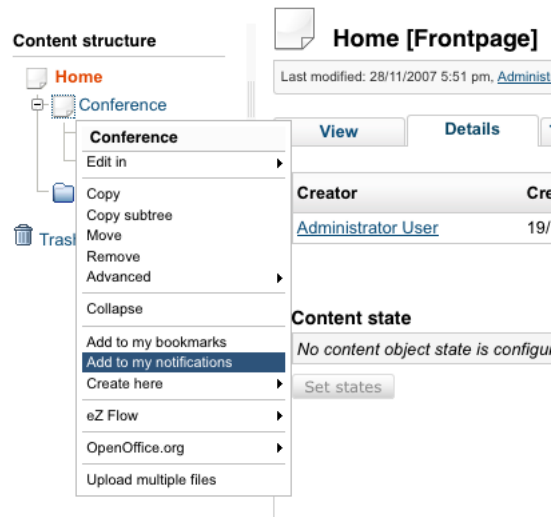 Content structure
Home
Conference
Trash
Conference
Edit in
Copy
Copy subtree
Move
Remove
Advanced
Collapse
Add to my bookmarks
Add to my notifications
Create here
eZ Flow
OpenOffice.org
Upload multiple files
Home [Frontpage]
Last modified: 28/11/2007 5:51 pm, Administ
View
Details
Creator
Cre
Administrator User
19/
Content state
No content object state is configu
Set states